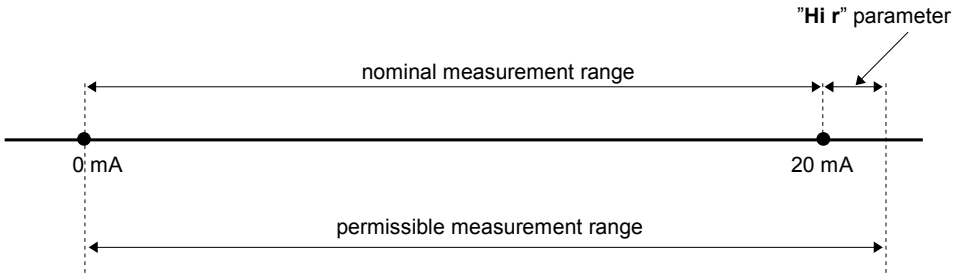 "Hi r" parameter
nominal measurement range
0 mA
20 mA
permissible measurement range